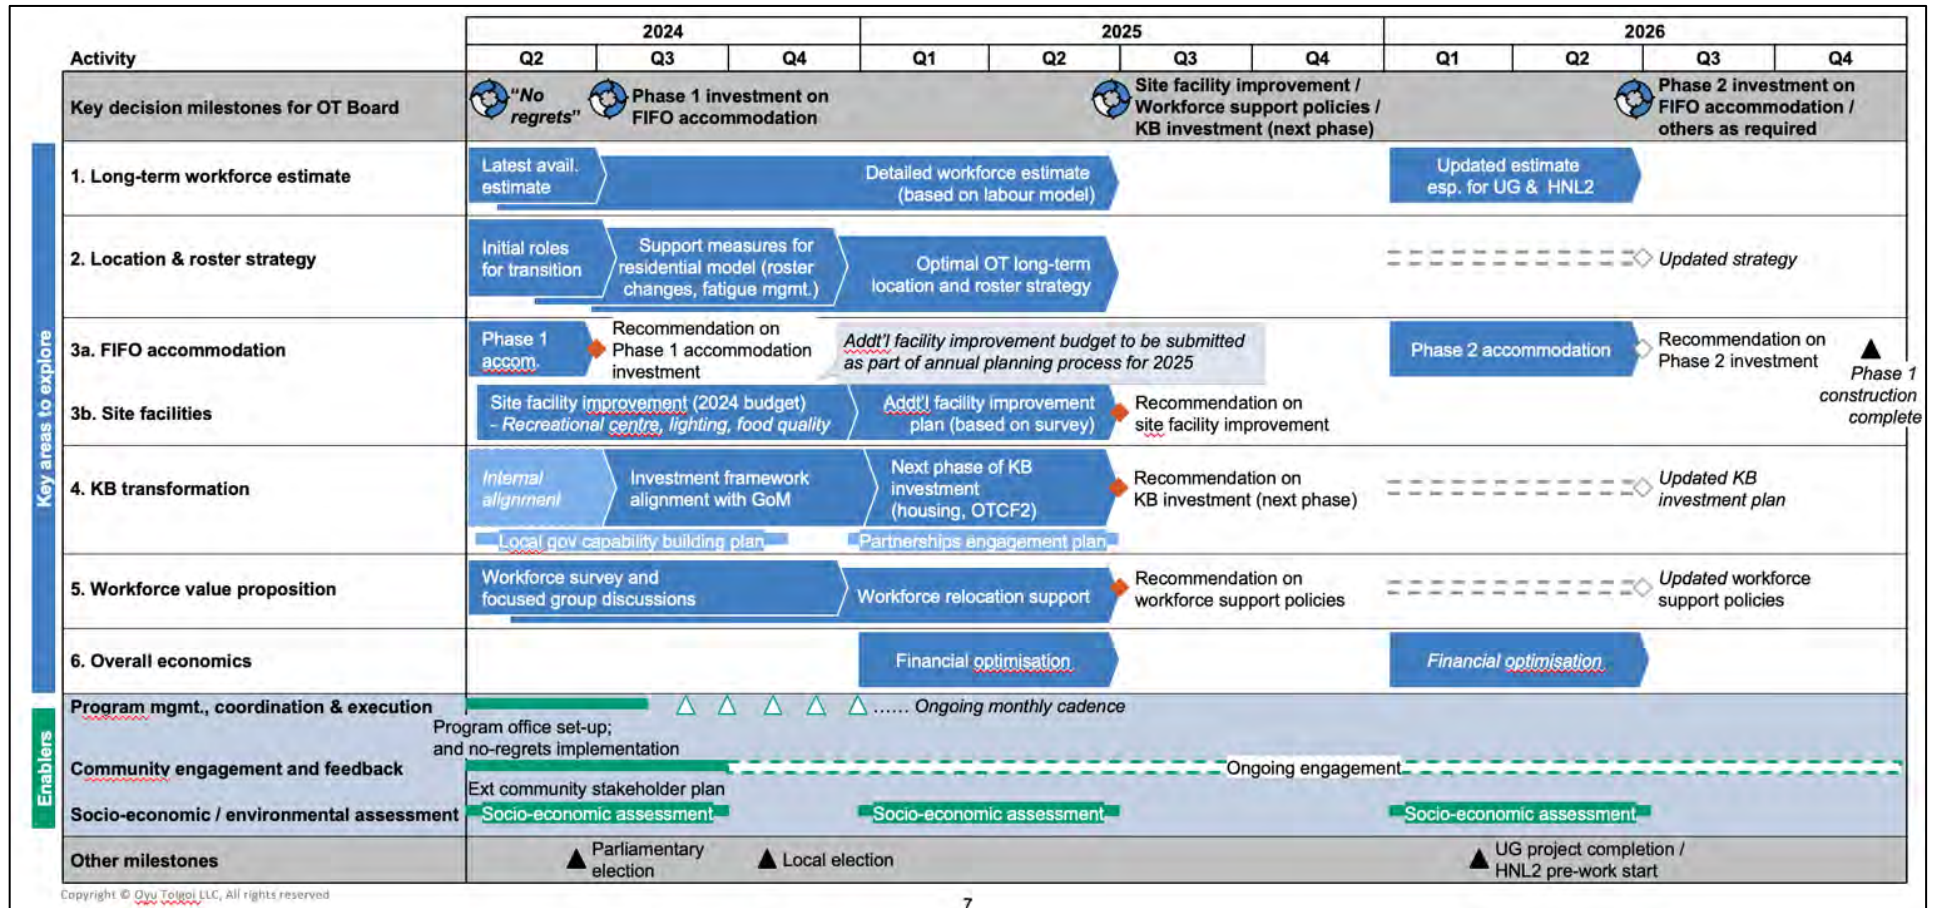 2024
2025
2026
Activity
Q2
Q3
Q4
Q1
Q2
Q3
Q4
Q1
Q2
Q3
Q4
Key decision milestones for OT Board
"No
regrets"
Phase 1 investment on
FIFO accommodation
Site facility improvement /
Workforce support policies /
KB investment (next phase)
Phase 2 investment on
FIFO accommodation /
others as required
Key areas to explore
1. Long-term workforce estimate
Latest avail.
estimate
Detailed workforce estimate
(based on labour model)
Updated estimate
esp. for UG & HNL2
2. Location & roster strategy
Initial roles
for transition
Support measures for
residential model (roster
changes, fatigue mgmt.)
Optimal OT long-term
location and roster strategy
Updated strategy
3a. FIFO accommodation
Phase 1
accom.
Recommendation on
Phase 1 accommodation
investment
Addt'l facility improvement budget to be submitted
as part of annual planning process for 2025
Phase 2 accommodation
Recommendation on
Phase 2 investment
Phase 1
construction
complete
3b. Site facilities
Site facility improvement (2024 budget)
- Recreational centre, lighting, food quality
Addt'l facility improvement
plan (based on survey)
Recommendation on
site facility improvement
4. KB transformation
Internal
alignment
Investment framework
alignment with GoM
Next phase of KB
investment
(housing, OTCF2)
Recommendation on
KB investment (next phase)
Updated KB
investment plan
Local gov capability building plan
Partnerships engagement plan
5. Workforce value proposition
Workforce survey and
focused group discussions
Workforce relocation support
Recommendation on
workforce support policies
Updated workforce
support policies
6. Overall economics
Financial optimisation
Financial optimisation
Enablers
Program mgmt., coordination & execution
Program office set-up;
and no-regrets implementation
...... Ongoing monthly cadence
Community engagement and feedback
Ongoing engagement
Ext community stakeholder plan
Socio-economic / environmental assessment
Socio-economic assessment
Socio-economic assessment
Socio-economic assessment
Other milestones
Parliamentary
election
Local election
UG project completion /
HNL2 pre-work start
Copyright © Oyu Tolgoi LLC, All rights reserved
7